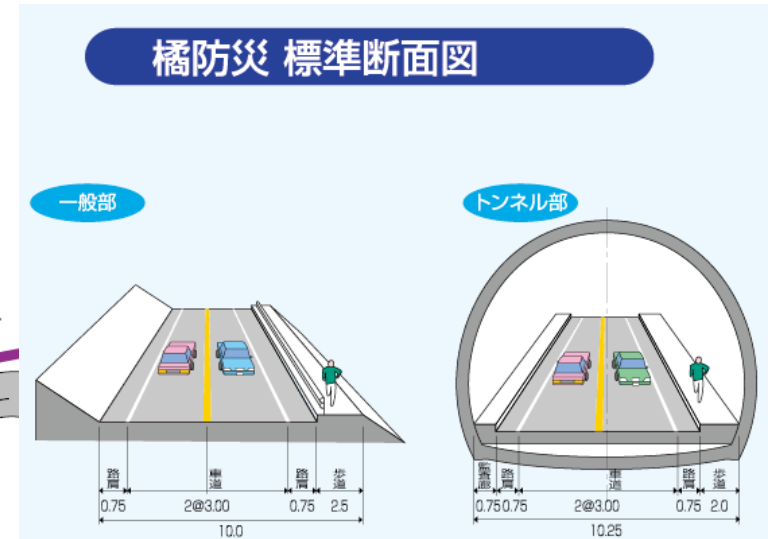 橘防災 標準断面図
一般部
トンネル部
路肩
車道
路肩
歩道
0.75
2@3.00
0.75
2.5
10.0
監査廊
路肩
車道
路肩
歩道
0.75
0.75
2@3.00
0.75
2.0
10.25